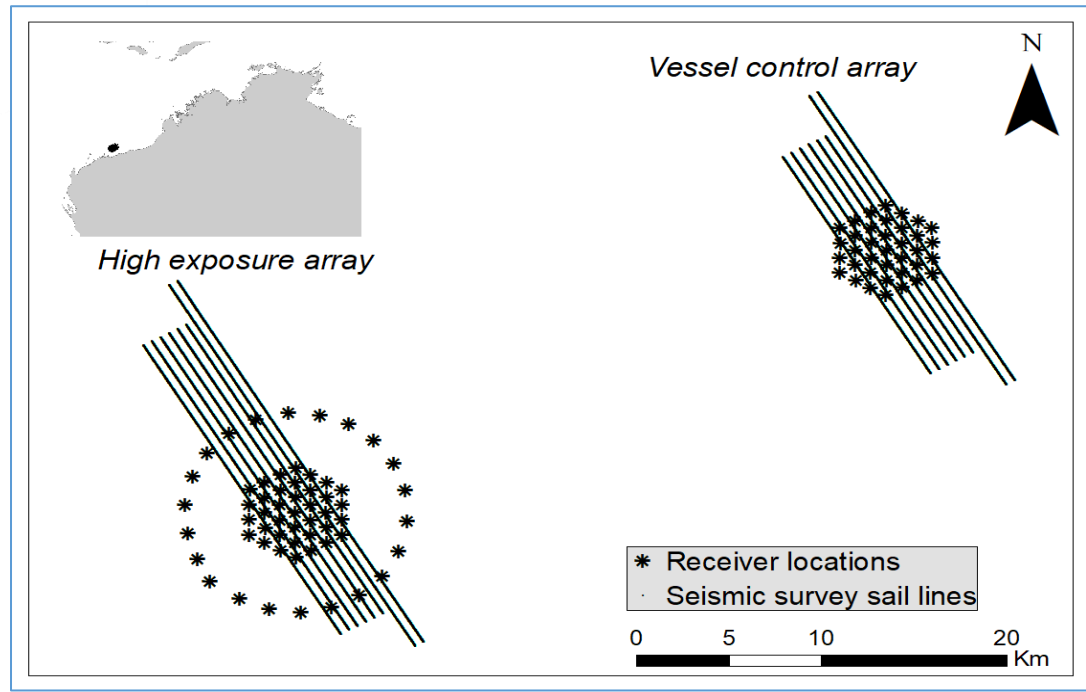 N
Vessel control array
High exposure array
Receiver locations
Seismic survey sail lines
0 5 10 20
Km